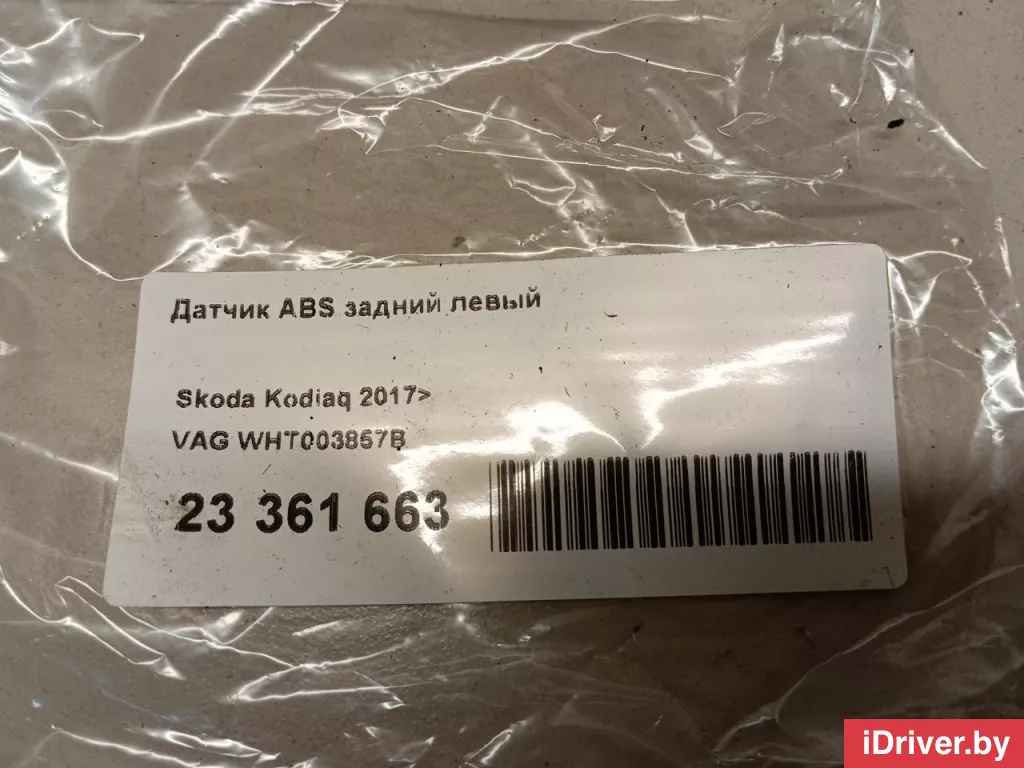 Датчик ABS задний левый
Skoda Kodiaq 2017>
VAG WHT003857B
23 361 663
iDriver.by